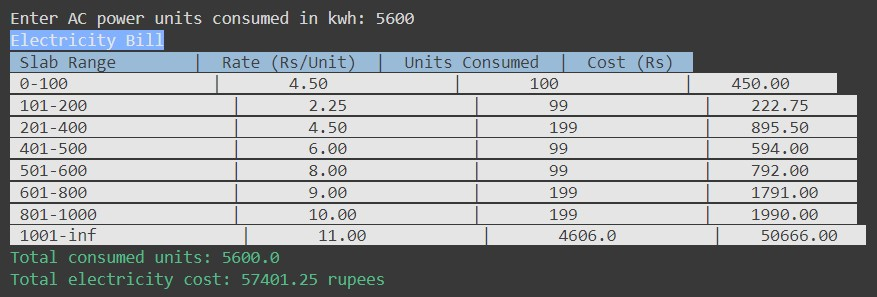 Enter AC power units consumed in kwh: 5600
Electricity Bill
Slab Range | Rate (Rs/Unit) | Units Consumed | Cost (Rs)
0-100 | 4.50 | 100 | 450.00
101-200 | 2.25 | 99 | 222.75
201-400 | 4.50 | 199 | 895.50
401-500 | 6.00 | 99 | 594.00
501-600 | 8.00 | 99 | 792.00
601-800 | 9.00 | 199 | 1791.00
801-1000 | 10.00 | 199 | 1990.00
1001-inf | 11.00 | 4606.0 | 50666.00
Total consumed units: 5600.0
Total electricity cost: 57401.25 rupees